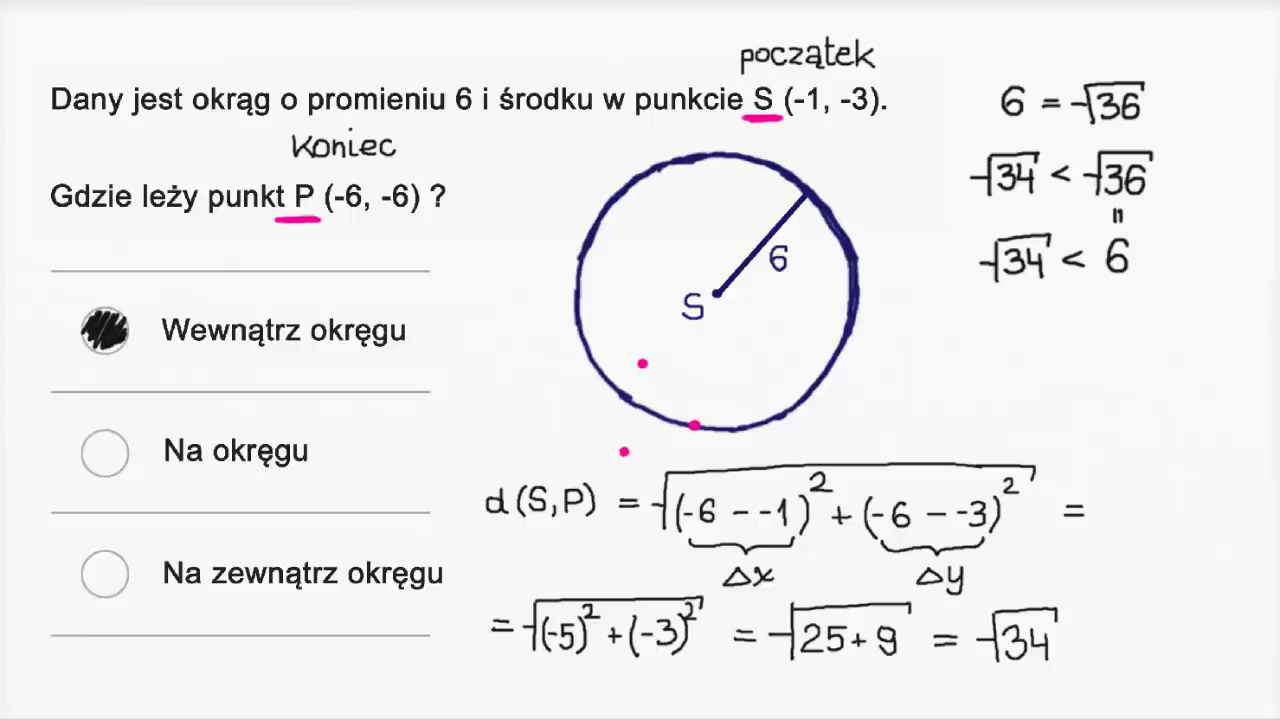 początek
Dany jest okrąg o promieniu 6 i środku w punkcie S (-1, -3).
koniec
Gdzie leży punkt P (-6, -6) ?
Wewnątrz okręgu
Na okręgu
Na zewnątrz okręgu
S
6
6 = √36
√34 < √36
=
√34 < 6
d(S,P) = √(-6 - -1)² + (-6 - -3)² =
Δx Δy
= √(-5)² + (-3)² = √25+9 = √34